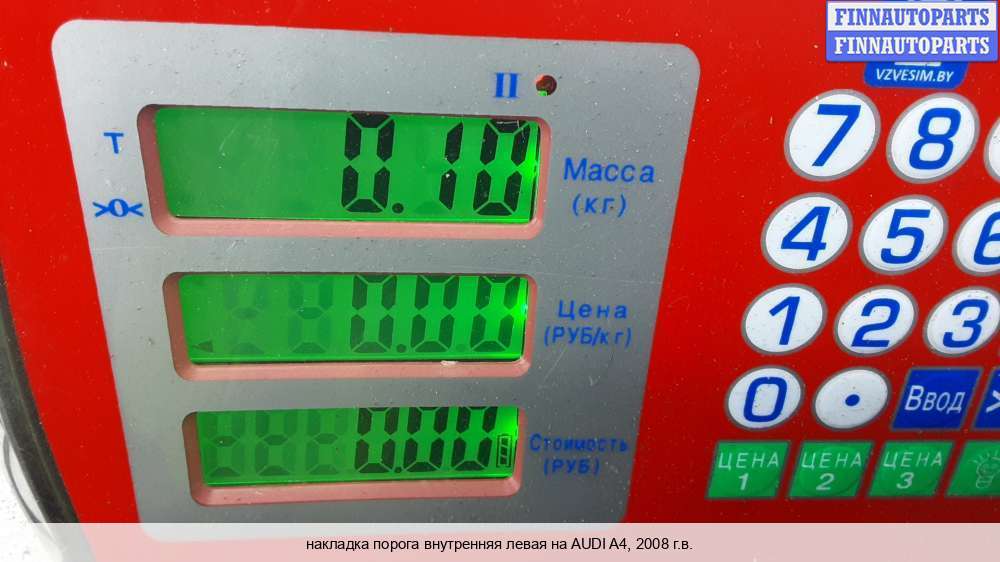 FINNAUTOPARTS
FINNAUTOPARTS
VZVESIM.BY
II
T
>0<
0.10
Масса
(кг)
0.00
Цена
(РУБ/кг)
0.00
Стоимость
(РУБ)
7 8
4 5 6
1 2 3
0 . Ввод >
ЦЕНА 1
ЦЕНА 2
ЦЕНА 3
накладка порога внутренняя левая на AUDI A4, 2008 г.в.